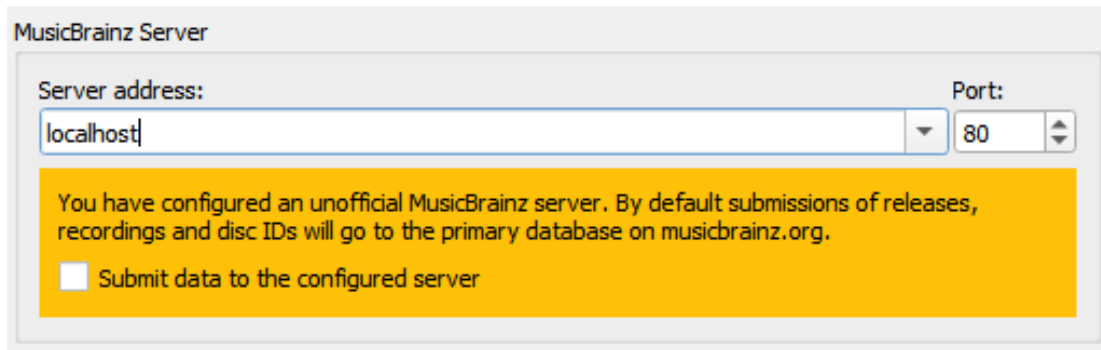 MusicBrainz Server
Server address:
Port:
localhost
80
You have configured an unofficial MusicBrainz server. By default submissions of releases,
recordings and disc IDs will go to the primary database on musicbrainz.org.
Submit data to the configured server